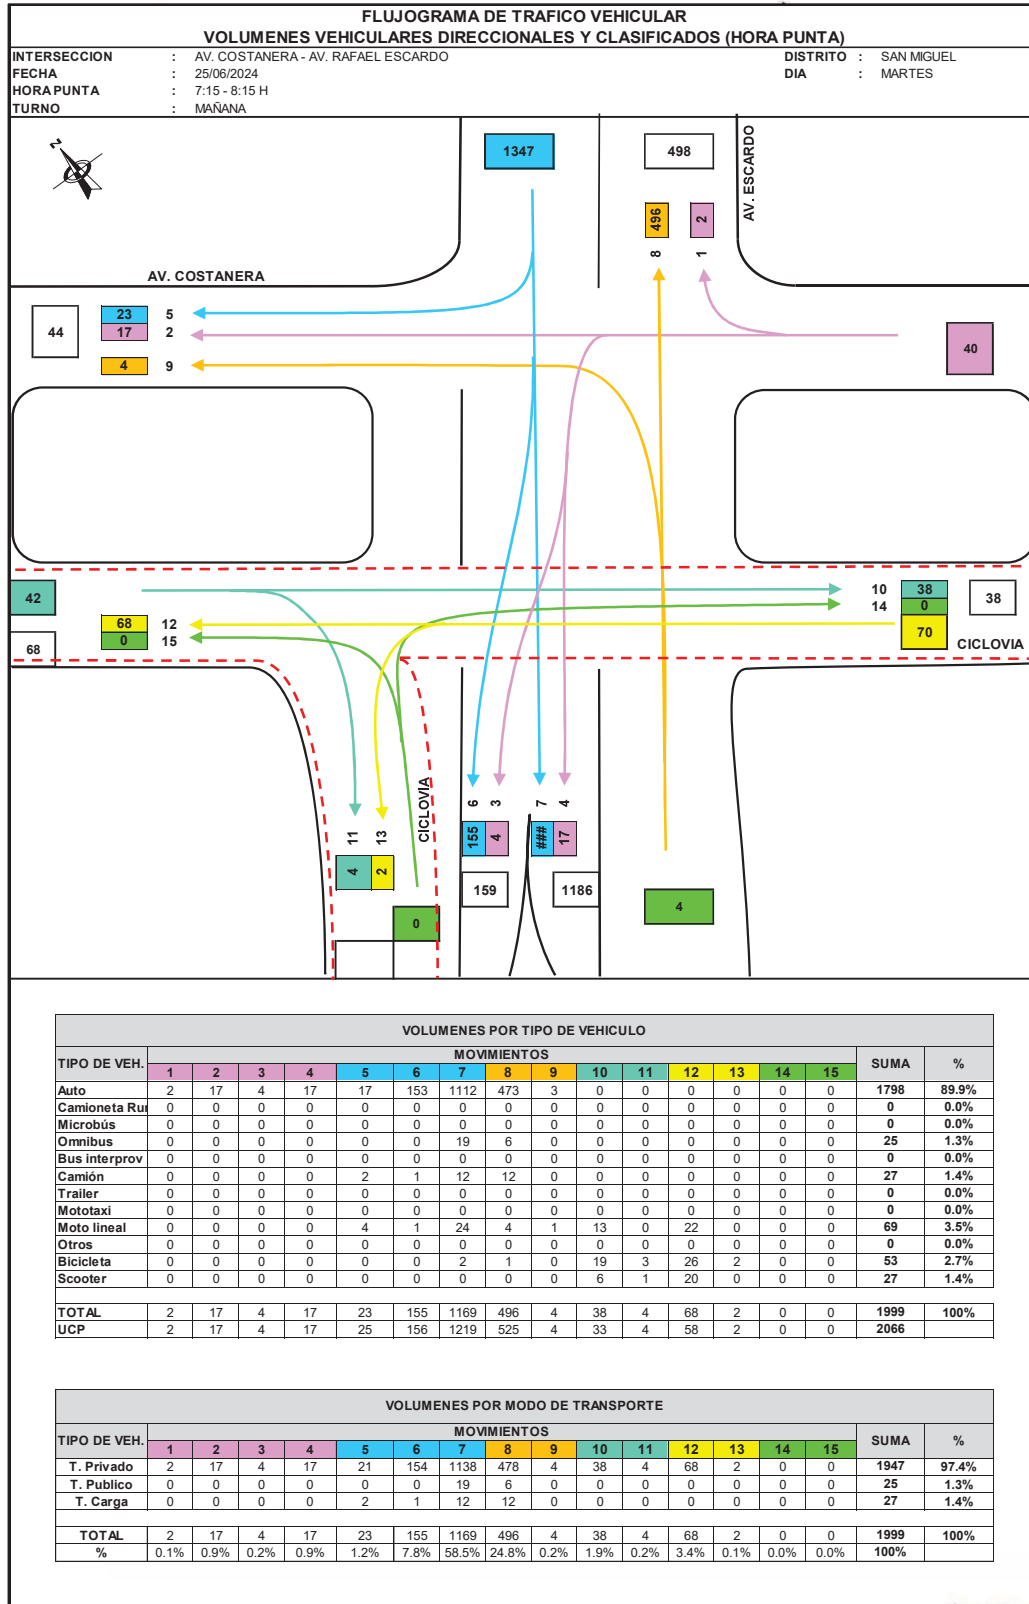 FLUJOGRAMA DE TRAFICO VEHICULAR
VOLUMENES VEHICULARES DIRECCIONALES Y CLASIFICADOS (HORA PUNTA)
INTERSECCION : AV. COSTANERA - AV. RAFAEL ESCARDO DISTRITO : SAN MIGUEL
FECHA : 25/06/2024 DIA : MARTES
HORA PUNTA : 7:15 - 8:15 H
TURNO : MAÑANA
N
1347 498
AV. ESCARDO
496 2
8 1
AV. COSTANERA
23 5
44 17 2
40
4 9
42 10 38 38
14 0
68 12 70
68 0 15
CICLOVIA
CICLOVIA
6 3 7 4
11 13
155 4 ### 17
4 2
159 1186 4
0
VOLUMENES POR TIPO DE VEHICULO
TIPO DE VEH. MOVIMIENTOS SUMA %
1 2 3 4 5 6 7 8 9 10 11 12 13 14 15
Auto 2 17 4 17 17 153 1112 473 3 0 0 0 0 0 0 1798 89.9%
Camioneta Ru 0 0 0 0 0 0 0 0 0 0 0 0 0 0 0 0 0.0%
Microbús 0 0 0 0 0 0 0 0 0 0 0 0 0 0 0 0 0.0%
Omnibus 0 0 0 0 0 0 19 6 0 0 0 0 0 0 0 25 1.3%
Bus interprov 0 0 0 0 0 0 0 0 0 0 0 0 0 0 0 0 0.0%
Camión 0 0 0 0 2 1 12 12 0 0 0 0 0 0 0 27 1.4%
Trailer 0 0 0 0 0 0 0 0 0 0 0 0 0 0 0 0 0.0%
Mototaxi 0 0 0 0 0 0 0 0 0 0 0 0 0 0 0 0 0.0%
Moto lineal 0 0 0 0 4 1 24 4 1 13 0 22 0 0 0 69 3.5%
Otros 0 0 0 0 0 0 0 0 0 0 0 0 0 0 0 0 0.0%
Bicicleta 0 0 0 0 0 0 2 1 0 19 3 26 2 0 0 53 2.7%
Scooter 0 0 0 0 0 0 0 0 0 6 1 20 0 0 0 27 1.4%
TOTAL 2 17 4 17 23 155 1169 496 4 38 4 68 2 0 0 1999 100%
UCP 2 17 4 17 25 156 1219 525 4 33 4 58 2 0 0 2066
VOLUMENES POR MODO DE TRANSPORTE
TIPO DE VEH. MOVIMIENTOS SUMA %
1 2 3 4 5 6 7 8 9 10 11 12 13 14 15
T. Privado 2 17 4 17 21 154 1138 478 4 38 4 68 2 0 0 1947 97.4%
T. Publico 0 0 0 0 0 0 19 6 0 0 0 0 0 0 0 25 1.3%
T. Carga 0 0 0 0 2 1 12 12 0 0 0 0 0 0 0 27 1.4%
TOTAL 2 17 4 17 23 155 1169 496 4 38 4 68 2 0 0 1999 100%
% 0.1% 0.9% 0.2% 0.9% 1.2% 7.8% 58.5% 24.8% 0.2% 1.9% 0.2% 3.4% 0.1% 0.0% 0.0% 100%